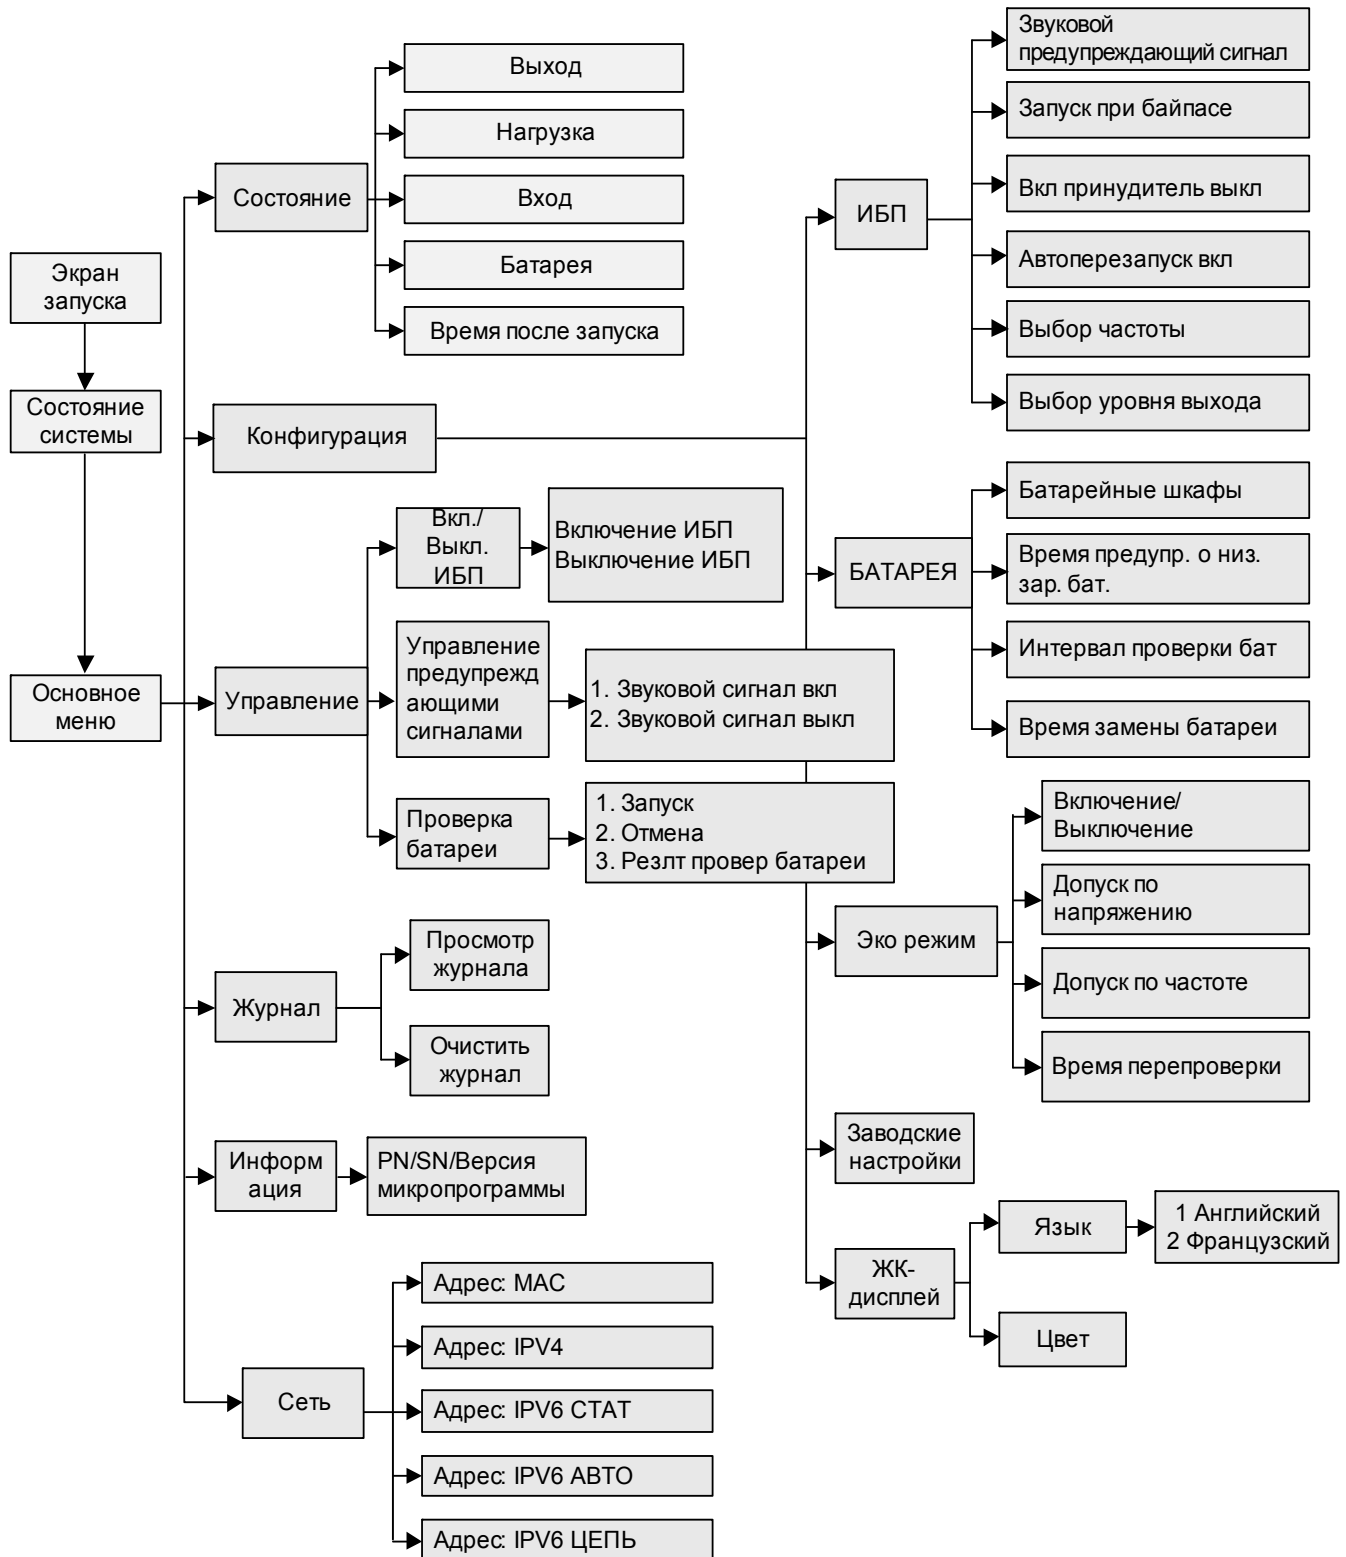 Экран
запуска
Состояние
системы
Основное
меню
Состояние
Выход
Нагрузка
Вход
Батарея
Время после запуска
Конфигурация
Управление
Вкл./
Выкл.
ИБП
Включение ИБП
Выключение ИБП
Управление
предупрежд
ающими
сигналами
1. Звуковой сигнал вкл
2. Звуковой сигнал выкл
Проверка
батареи
1. Запуск
2. Отмена
3. Резлт провер батареи
Журнал
Просмотр
журнала
Очистить
журнал
Информ
ация
PN/SN/Версия
микропрограммы
Сеть
Адрес: MAC
Адрес: IPV4
Адрес: IPV6 СТАТ
Адрес: IPV6 АВТО
Адрес: IPV6 ЦЕПЬ
ИБП
Звуковой
предупреждающий сигнал
Запуск при байпасе
Вкл принудитель выкл
Автоперезапуск вкл
Выбор частоты
Выбор уровня выхода
БАТАРЕЯ
Батарейные шкафы
Время предупр. о низ.
зар. бат.
Интервал проверки бат
Время замены батареи
Эко режим
Включение/
Выключение
Допуск по
напряжению
Допуск по частоте
Время перепроверки
Заводские
настройки
ЖК-
дисплей
Язык
1 Английский
2 Французский
Цвет